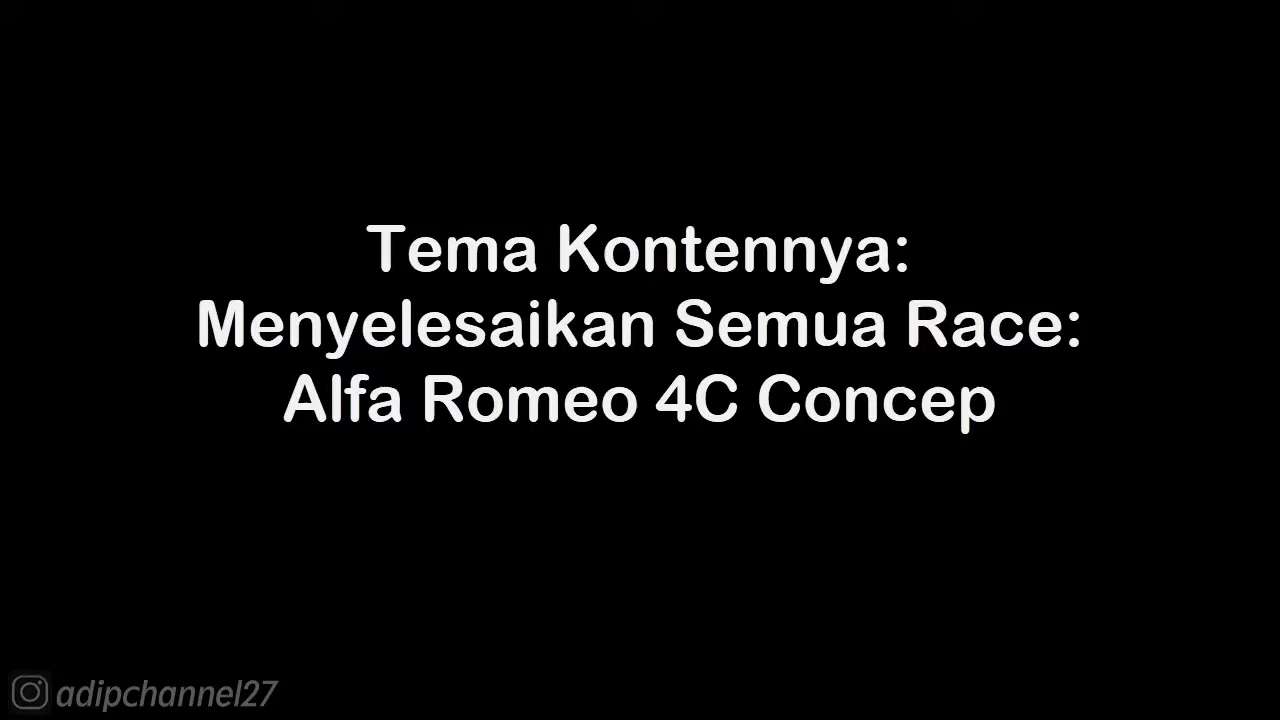 Tema Kontennya:
Menyelesaikan Semua Race:
Alfa Romeo 4C Concep
adipchannel27